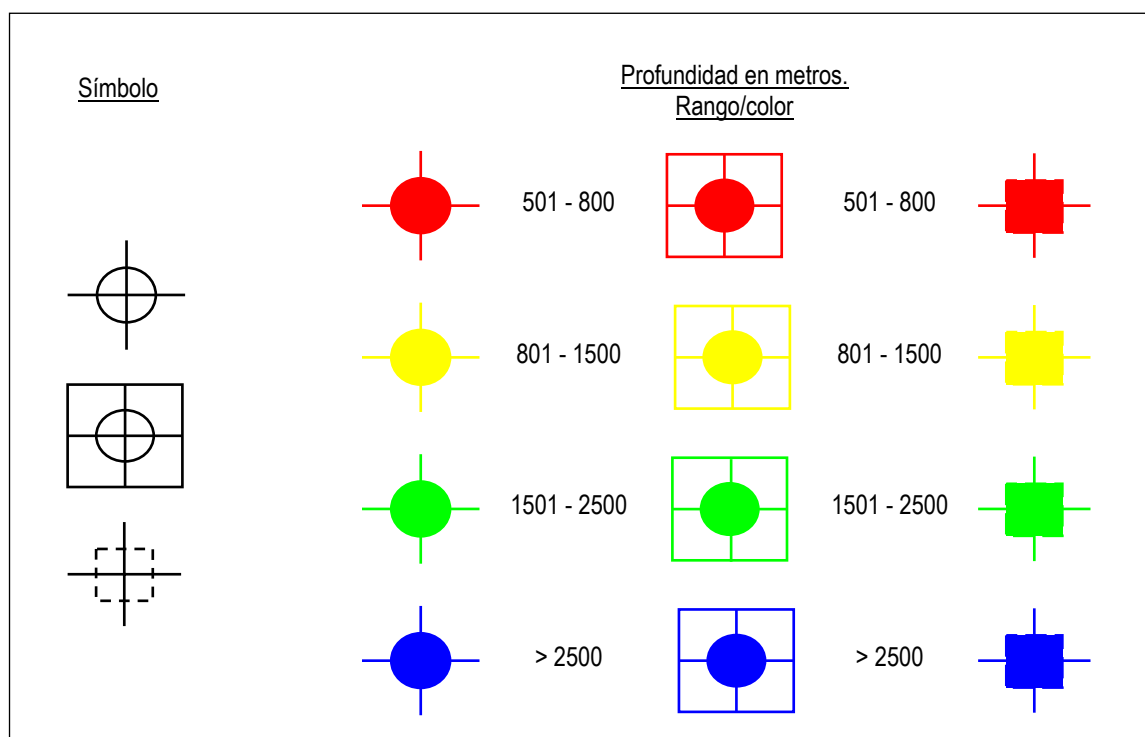 Símbolo
Profundidad en metros.
Rango/color
501 - 800
501 - 800
801 - 1500
801 - 1500
1501 - 2500
1501 - 2500
> 2500
> 2500